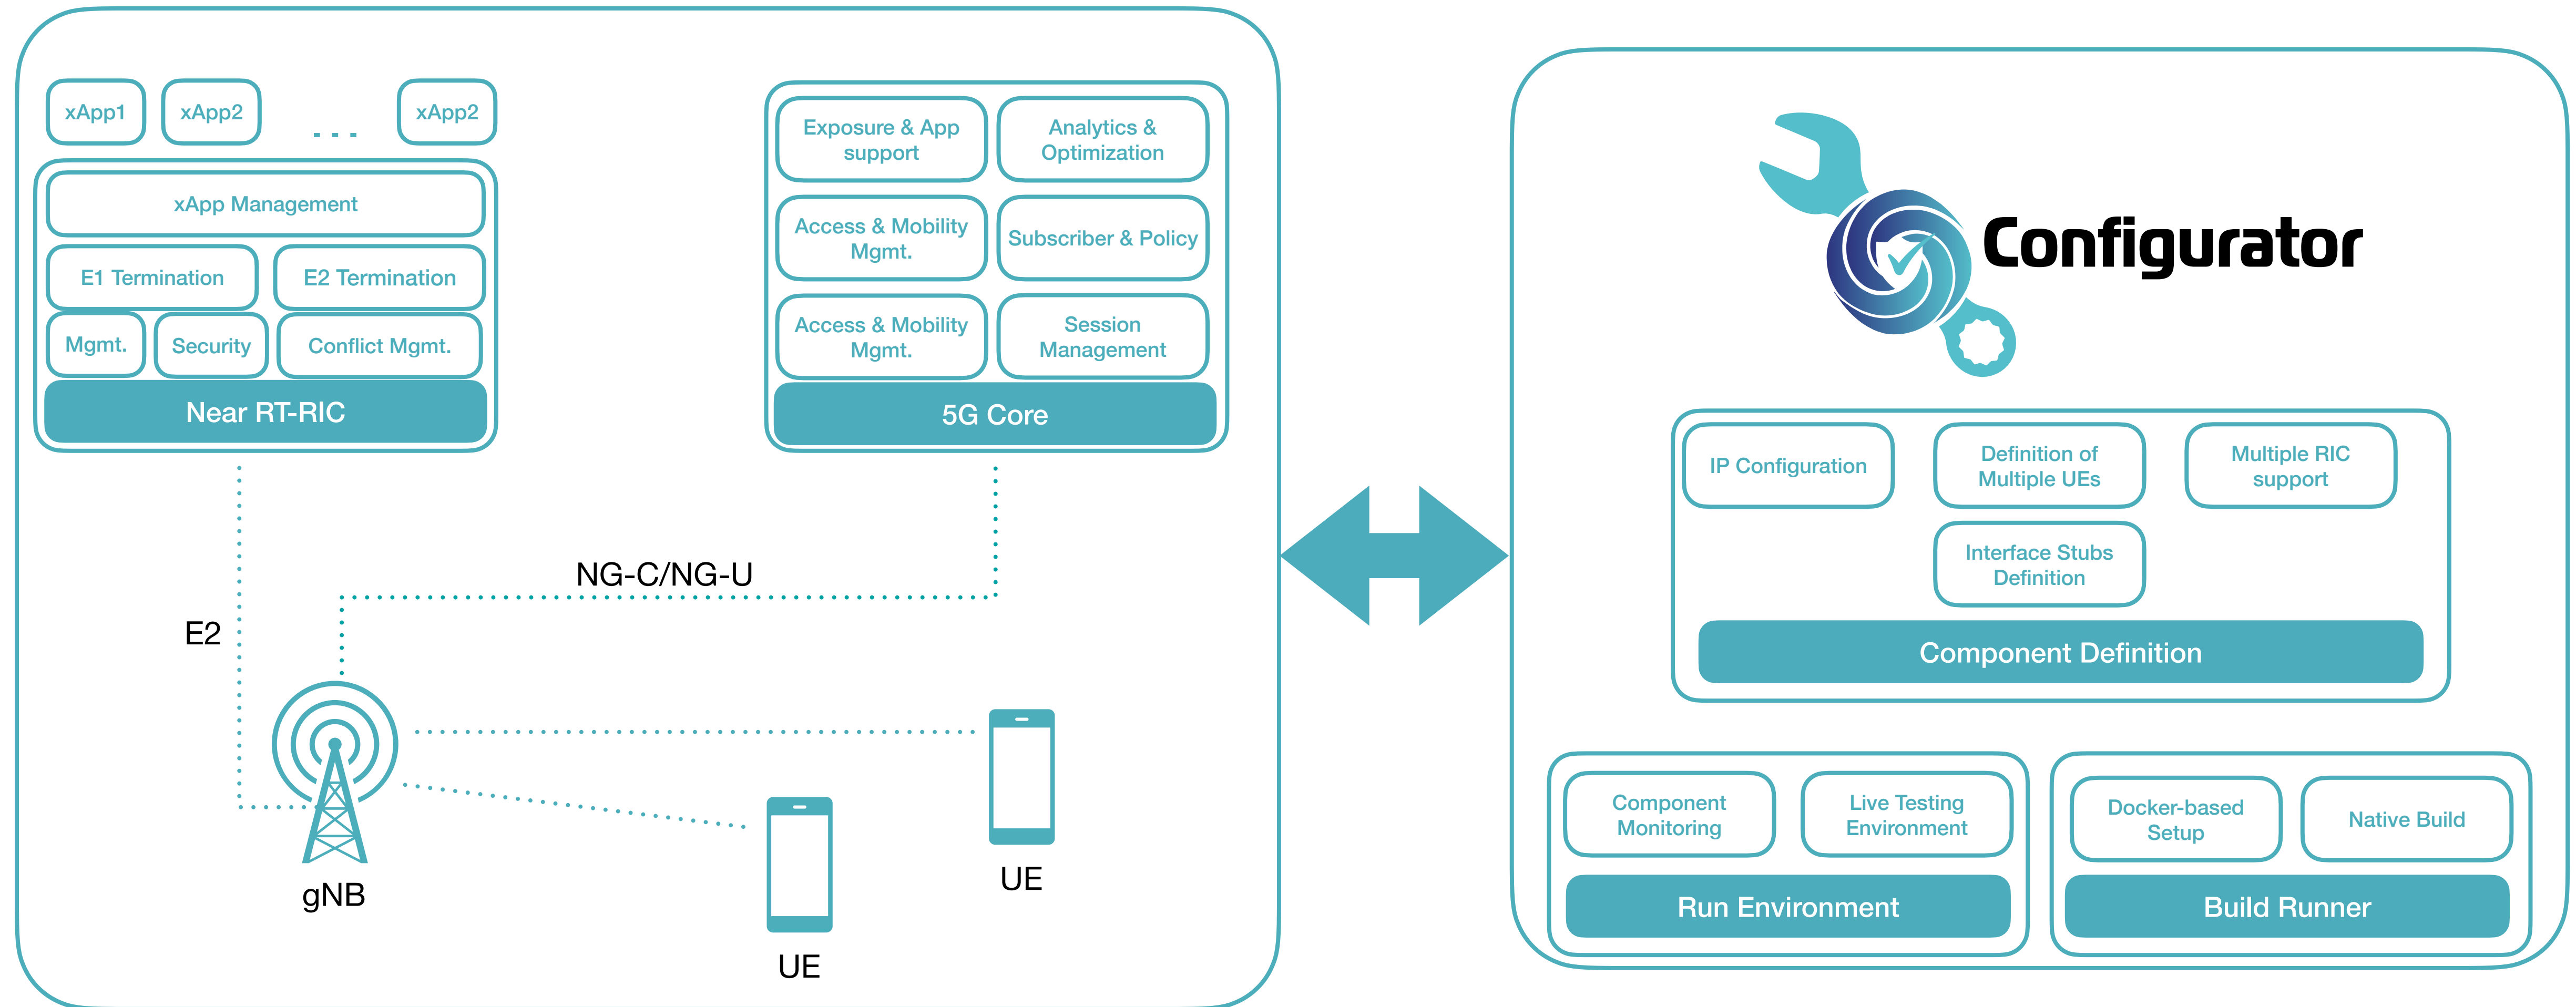 xApp1
xApp2
...
xApp2
xApp Management
E1 Termination
E2 Termination
Mgmt.
Security
Conflict Mgmt.
Near RT-RIC
Exposure & App
support
Analytics &
Optimization
Access & Mobility
Mgmt.
Subscriber & Policy
Access & Mobility
Mgmt.
Session
Management
5G Core
NG-C/NG-U
E2
gNB
UE
UE
Configurator
IP Configuration
Definition of
Multiple UEs
Multiple RIC
support
Interface Stubs
Definition
Component Definition
Component
Monitoring
Live Testing
Environment
Run Environment
Docker-based
Setup
Native Build
Build Runner